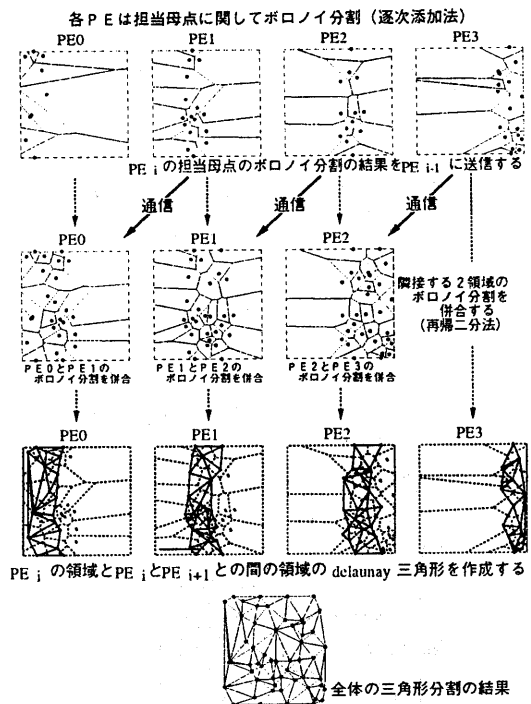 各PEは担当母点に関してボロノイ分割(逐次添加法)
PE0 PE1 PE2 PE3
PE i の担当母点のボロノイ分割の結果をPE i-1 に送信する
通信 通信 通信
PE0 PE1 PE2
隣接する2領域の
ボロノイ分割を
併合する
(再帰二分法)
PE0とPE1の
ボロノイ分割を併合
PE1とPE2の
ボロノイ分割を併合
PE2とPE3の
ボロノイ分割を併合
PE0 PE1 PE2 PE3
PE i の領域とPE iとPE i+1 との間の領域の delaunay 三角形を作成する
全体の三角形分割の結果